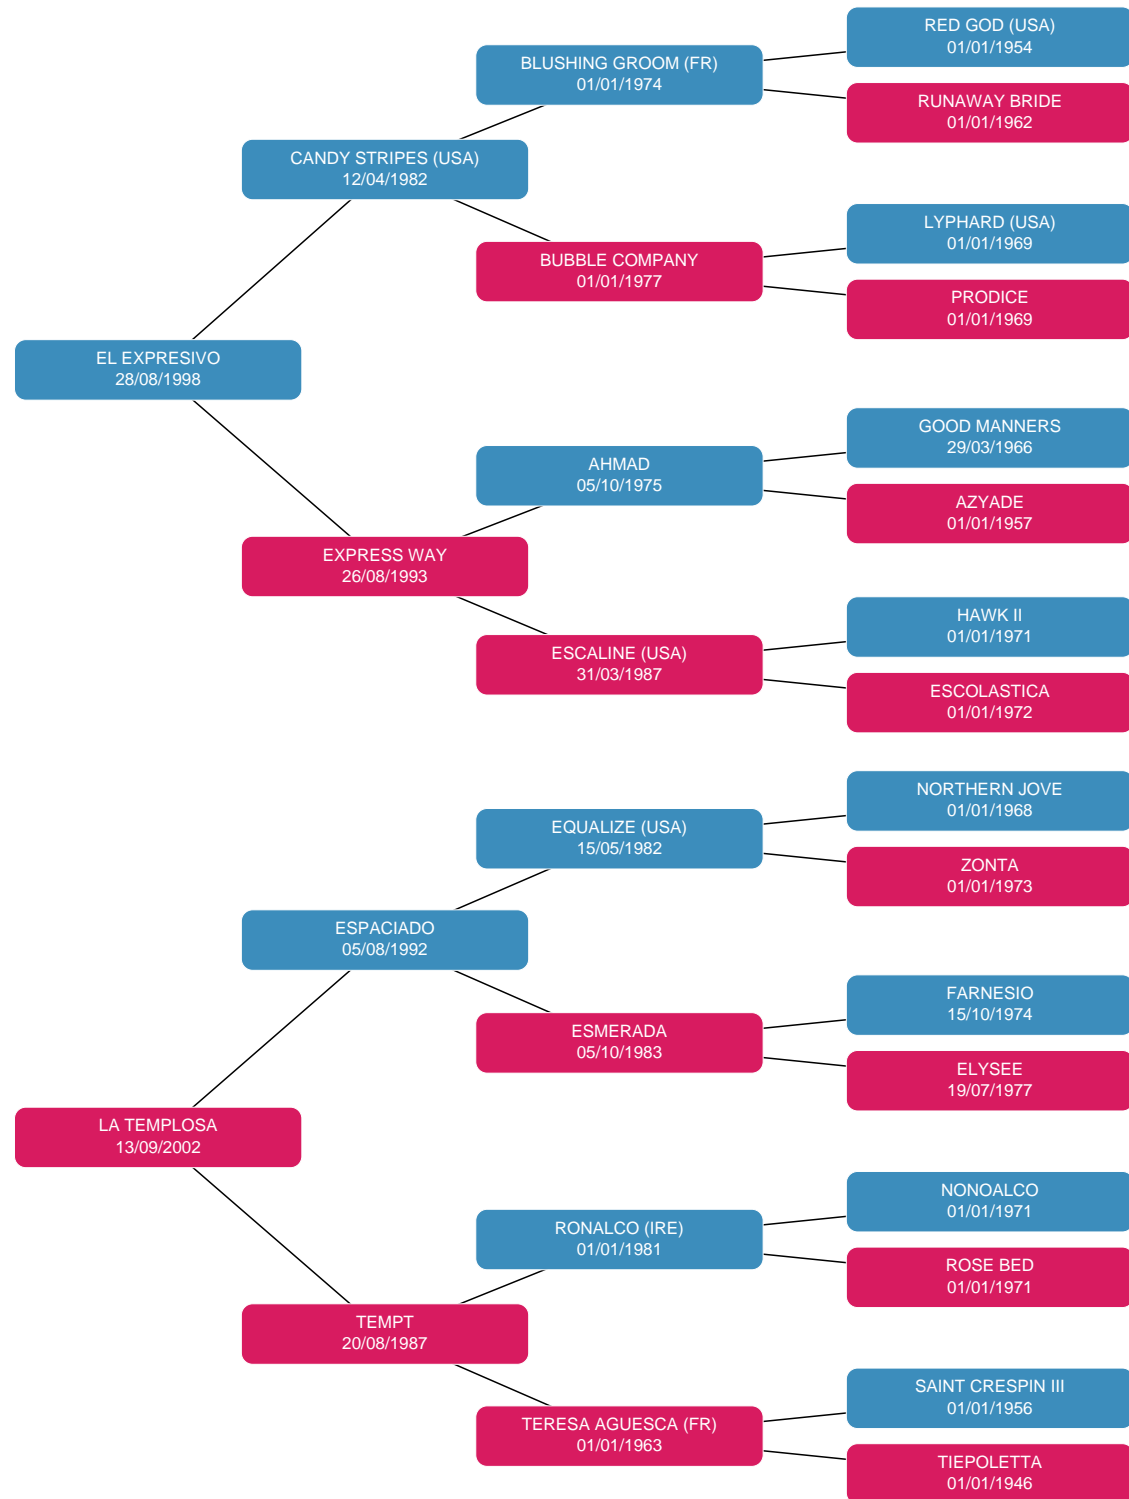 RED GOD (USA)
01/01/1954
BLUSHING GROOM (FR)
01/01/1974
RUNAWAY BRIDE
01/01/1962
CANDY STRIPES (USA)
12/04/1982
LYPHARD (USA)
01/01/1969
BUBBLE COMPANY
01/01/1977
PRODICE
01/01/1969
EL EXPRESIVO
28/08/1998
GOOD MANNERS
29/03/1966
AHMAD
05/10/1975
AZYADE
01/01/1957
EXPRESS WAY
26/08/1993
HAWK II
01/01/1971
ESCALINE (USA)
31/03/1987
ESCOLASTICA
01/01/1972
NORTHERN JOVE
01/01/1968
EQUALIZE (USA)
15/05/1982
ZONTA
01/01/1973
ESPACIADO
05/08/1992
FARNESIO
15/10/1974
ESMERADA
05/10/1983
ELYSEE
19/07/1977
LA TEMPLOSA
13/09/2002
NONOALCO
01/01/1971
RONALCO (IRE)
01/01/1981
ROSE BED
01/01/1971
TEMPT
20/08/1987
SAINT CRESPIN III
01/01/1956
TERESA AGUESCA (FR)
01/01/1963
TIEPOLETTA
01/01/1946